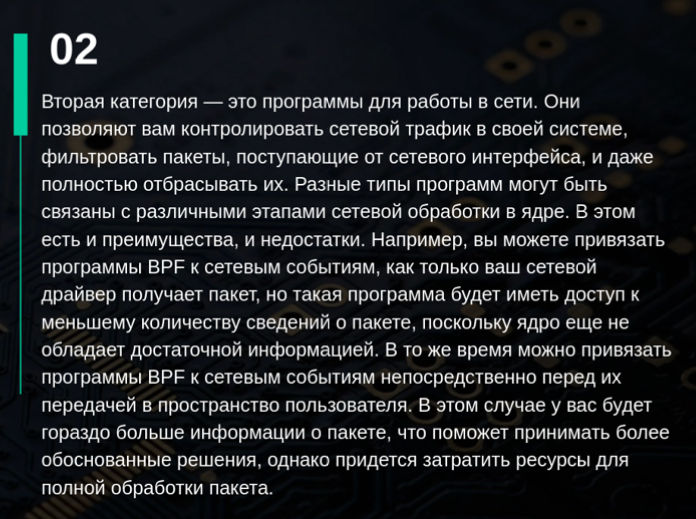 02
Вторая категория — это программы для работы в сети. Они
позволяют вам контролировать сетевой трафик в своей системе,
фильтровать пакеты, поступающие от сетевого интерфейса, и даже
полностью отбрасывать их. Разные типы программ могут быть
связаны с различными этапами сетевой обработки в ядре. В этом
есть и преимущества, и недостатки. Например, вы можете привязать
программы BPF к сетевым событиям, как только ваш сетевой
драйвер получает пакет, но такая программа будет иметь доступ к
меньшему количеству сведений о пакете, поскольку ядро еще не
обладает достаточной информацией. В то же время можно привязать
программы BPF к сетевым событиям непосредственно перед их
передачей в пространство пользователя. В этом случае у вас будет
гораздо больше информации о пакете, что поможет принимать более
обоснованные решения, однако придется затратить ресурсы для
полной обработки пакета.